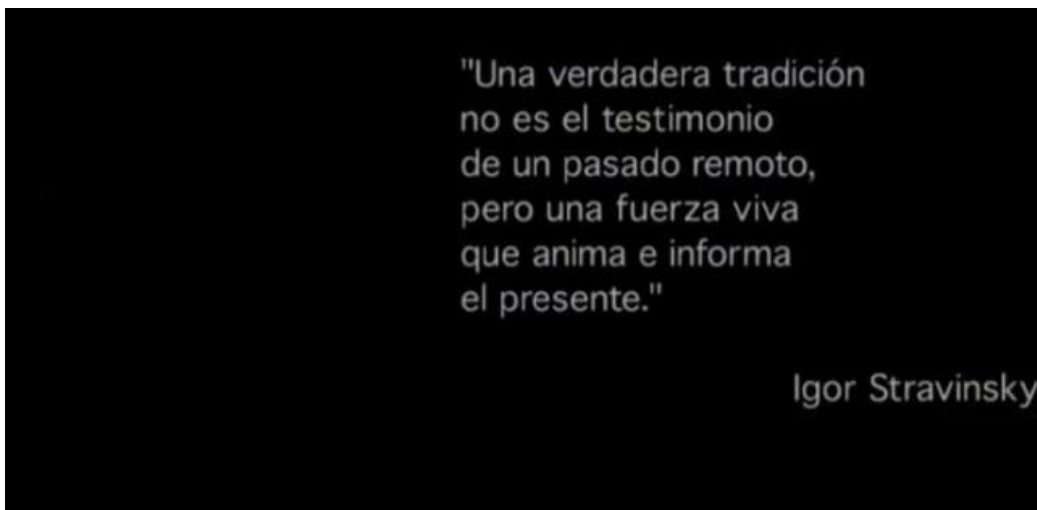 "Una verdadera tradición
no es el testimonio
de un pasado remoto,
pero una fuerza viva
que anima e informa
el presente."
Igor Stravinsky